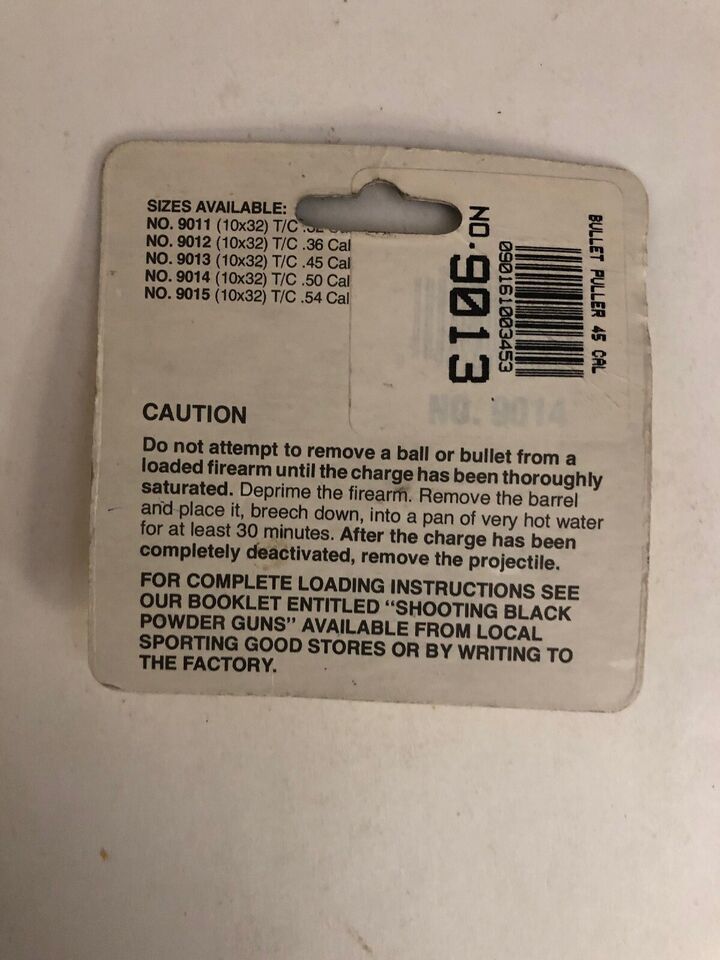 SIZES AVAILABLE:
NO. 9011 (10x32) T/C
NO. 9012 (10x32) T/C .36 Cal
NO. 9013 (10x32) T/C .45 Cal
NO. 9014 (10x32) T/C .50 Cal
NO. 9015 (10x32) T/C .54 Cal
BULLET PULLER 45 CAL
NO. 9013
NO. 9014
CAUTION
Do not attempt to remove a ball or bullet from a
loaded firearm until the charge has been thoroughly
saturated. Deprime the firearm. Remove the barrel
and place it, breech down, into a pan of very hot water
for at least 30 minutes. After the charge has been
completely deactivated, remove the projectile.
FOR COMPLETE LOADING INSTRUCTIONS SEE
OUR BOOKLET ENTITLED "SHOOTING BLACK
POWDER GUNS" AVAILABLE FROM LOCAL
SPORTING GOOD STORES OR BY WRITING TO
THE FACTORY.